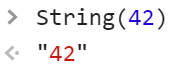 > String(42)
<· "42"